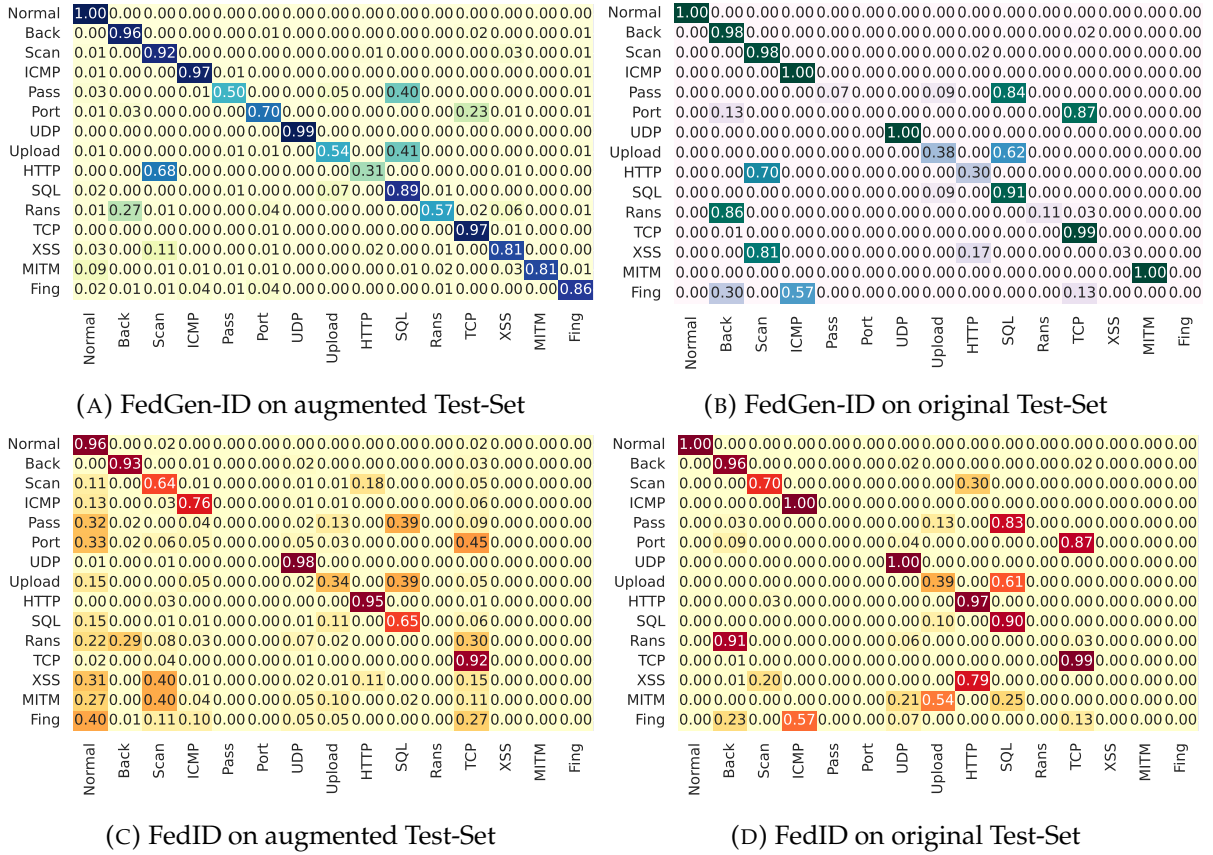 Normal 1.00 0.00 0.00 0.00 0.00 0.00 0.00 0.00 0.00 0.00 0.00 0.00 0.00 0.00 0.00
Back 0.00 0.96 0.00 0.00 0.00 0.01 0.00 0.00 0.00 0.00 0.00 0.02 0.00 0.00 0.01
Scan 0.01 0.00 0.92 0.00 0.00 0.00 0.00 0.00 0.01 0.00 0.00 0.00 0.03 0.00 0.01
ICMP 0.01 0.00 0.00 0.97 0.01 0.00 0.00 0.00 0.00 0.00 0.00 0.00 0.00 0.00 0.01
Pass 0.03 0.00 0.00 0.01 0.50 0.00 0.00 0.05 0.00 0.40 0.00 0.00 0.00 0.00 0.01
Port 0.01 0.03 0.00 0.01 0.00 0.70 0.00 0.00 0.00 0.00 0.00 0.23 0.01 0.00 0.01
UDP 0.00 0.00 0.00 0.00 0.00 0.00 0.99 0.00 0.00 0.00 0.00 0.00 0.00 0.00 0.00
Upload 0.01 0.00 0.00 0.00 0.01 0.00 0.00 0.54 0.00 0.41 0.00 0.00 0.00 0.00 0.01
HTTP 0.00 0.00 0.68 0.00 0.00 0.00 0.00 0.00 0.31 0.00 0.00 0.00 0.00 0.00 0.00
SQL 0.02 0.00 0.00 0.00 0.01 0.00 0.00 0.07 0.00 0.89 0.01 0.00 0.00 0.00 0.00
Rans 0.01 0.27 0.01 0.00 0.00 0.04 0.00 0.00 0.00 0.00 0.57 0.02 0.06 0.00 0.01
TCP 0.00 0.00 0.00 0.00 0.00 0.01 0.00 0.00 0.00 0.00 0.01 0.97 0.00 0.00 0.00
XSS 0.03 0.00 0.11 0.00 0.00 0.01 0.00 0.00 0.00 0.00 0.01 0.00 0.81 0.00 0.00
MITM 0.09 0.00 0.01 0.01 0.01 0.01 0.00 0.00 0.00 0.01 0.02 0.00 0.03 0.81 0.01
Fing 0.02 0.01 0.01 0.04 0.01 0.04 0.00 0.00 0.00 0.00 0.01 0.01 0.00 0.00 0.86
Normal Back Scan ICMP Pass Port UDP Upload HTTP SQL Rans TCP XSS MITM Fing
(A) FedGen-ID on augmented Test-Set
Normal 1.00 0.00 0.00 0.00 0.00 0.00 0.00 0.00 0.00 0.00 0.00 0.00 0.00 0.00 0.00
Back 0.00 0.98 0.00 0.00 0.00 0.00 0.00 0.00 0.00 0.00 0.00 0.02 0.00 0.00 0.00
Scan 0.00 0.00 0.98 0.00 0.00 0.00 0.00 0.00 0.02 0.00 0.00 0.00 0.00 0.00 0.00
ICMP 0.00 0.00 0.00 1.00 0.00 0.00 0.00 0.00 0.00 0.00 0.00 0.00 0.00 0.00 0.00
Pass 0.00 0.00 0.00 0.00 0.07 0.00 0.00 0.09 0.00 0.84 0.00 0.00 0.00 0.00 0.00
Port 0.00 0.13 0.00 0.00 0.00 0.00 0.00 0.00 0.00 0.00 0.00 0.87 0.00 0.00 0.00
UDP 0.00 0.00 0.00 0.00 0.00 0.00 1.00 0.00 0.00 0.00 0.00 0.00 0.00 0.00 0.00
Upload 0.00 0.00 0.00 0.00 0.00 0.00 0.00 0.38 0.00 0.62 0.00 0.00 0.00 0.00 0.00
HTTP 0.00 0.00 0.70 0.00 0.00 0.00 0.00 0.00 0.30 0.00 0.00 0.00 0.00 0.00 0.00
SQL 0.00 0.00 0.00 0.00 0.00 0.00 0.00 0.09 0.00 0.91 0.00 0.00 0.00 0.00 0.00
Rans 0.00 0.86 0.00 0.00 0.00 0.00 0.00 0.00 0.00 0.00 0.11 0.03 0.00 0.00 0.00
TCP 0.00 0.01 0.00 0.00 0.00 0.00 0.00 0.00 0.00 0.00 0.00 0.99 0.00 0.00 0.00
XSS 0.00 0.00 0.81 0.00 0.00 0.00 0.00 0.00 0.17 0.00 0.00 0.00 0.03 0.00 0.00
MITM 0.00 0.00 0.00 0.00 0.00 0.00 0.00 0.00 0.00 0.00 0.00 0.00 0.00 1.00 0.00
Fing 0.00 0.30 0.00 0.57 0.00 0.00 0.00 0.00 0.00 0.00 0.00 0.13 0.00 0.00 0.00
Normal Back Scan ICMP Pass Port UDP Upload HTTP SQL Rans TCP XSS MITM Fing
(B) FedGen-ID on original Test-Set
Normal 0.96 0.00 0.02 0.00 0.00 0.00 0.00 0.00 0.00 0.00 0.00 0.02 0.00 0.00 0.00
Back 0.00 0.93 0.00 0.01 0.00 0.00 0.02 0.00 0.00 0.00 0.00 0.03 0.00 0.00 0.00
Scan 0.11 0.00 0.64 0.01 0.00 0.00 0.01 0.01 0.18 0.00 0.00 0.05 0.00 0.00 0.00
ICMP 0.13 0.00 0.03 0.76 0.00 0.00 0.01 0.01 0.00 0.00 0.00 0.06 0.00 0.00 0.00
Pass 0.32 0.02 0.00 0.04 0.00 0.00 0.02 0.13 0.00 0.39 0.00 0.09 0.00 0.00 0.00
Port 0.33 0.02 0.06 0.05 0.00 0.00 0.05 0.03 0.00 0.00 0.00 0.45 0.00 0.00 0.00
UDP 0.01 0.00 0.01 0.00 0.00 0.00 0.98 0.00 0.00 0.00 0.00 0.00 0.00 0.00 0.00
Upload 0.15 0.01 0.00 0.05 0.00 0.00 0.02 0.34 0.00 0.39 0.00 0.05 0.00 0.00 0.00
HTTP 0.00 0.00 0.03 0.00 0.00 0.00 0.00 0.00 0.95 0.00 0.00 0.01 0.00 0.00 0.00
SQL 0.15 0.00 0.01 0.01 0.00 0.00 0.00 0.11 0.00 0.65 0.00 0.06 0.00 0.00 0.00
Rans 0.22 0.29 0.08 0.03 0.00 0.00 0.07 0.02 0.00 0.00 0.00 0.30 0.00 0.00 0.00
TCP 0.02 0.00 0.04 0.00 0.00 0.00 0.01 0.00 0.00 0.00 0.00 0.92 0.00 0.00 0.00
XSS 0.31 0.00 0.40 0.01 0.00 0.00 0.01 0.02 0.11 0.00 0.00 0.15 0.00 0.00 0.00
MITM 0.27 0.00 0.40 0.04 0.00 0.00 0.05 0.10 0.00 0.02 0.00 0.11 0.00 0.00 0.00
Fing 0.40 0.01 0.11 0.10 0.00 0.00 0.05 0.05 0.00 0.00 0.00 0.27 0.00 0.00 0.00
Normal Back Scan ICMP Pass Port UDP Upload HTTP SQL Rans TCP XSS MITM Fing
(C) FedID on augmented Test-Set
Normal 1.00 0.00 0.00 0.00 0.00 0.00 0.00 0.00 0.00 0.00 0.00 0.00 0.00 0.00 0.00
Back 0.00 0.96 0.00 0.00 0.00 0.00 0.02 0.00 0.00 0.00 0.00 0.02 0.00 0.00 0.00
Scan 0.00 0.00 0.70 0.00 0.00 0.00 0.00 0.00 0.30 0.00 0.00 0.00 0.00 0.00 0.00
ICMP 0.00 0.00 0.00 1.00 0.00 0.00 0.00 0.00 0.00 0.00 0.00 0.00 0.00 0.00 0.00
Pass 0.00 0.03 0.00 0.00 0.00 0.00 0.00 0.13 0.00 0.83 0.00 0.00 0.00 0.00 0.00
Port 0.00 0.09 0.00 0.00 0.00 0.00 0.04 0.00 0.00 0.00 0.00 0.87 0.00 0.00 0.00
UDP 0.00 0.00 0.00 0.00 0.00 0.00 1.00 0.00 0.00 0.00 0.00 0.00 0.00 0.00 0.00
Upload 0.00 0.00 0.00 0.00 0.00 0.00 0.00 0.39 0.00 0.61 0.00 0.00 0.00 0.00 0.00
HTTP 0.00 0.00 0.03 0.00 0.00 0.00 0.00 0.00 0.97 0.00 0.00 0.00 0.00 0.00 0.00
SQL 0.00 0.00 0.00 0.00 0.00 0.00 0.00 0.10 0.00 0.90 0.00 0.00 0.00 0.00 0.00
Rans 0.00 0.91 0.00 0.00 0.00 0.00 0.06 0.00 0.00 0.00 0.00 0.03 0.00 0.00 0.00
TCP 0.00 0.01 0.00 0.00 0.00 0.00 0.00 0.00 0.00 0.00 0.00 0.99 0.00 0.00 0.00
XSS 0.00 0.01 0.20 0.00 0.00 0.00 0.00 0.00 0.79 0.00 0.00 0.00 0.00 0.00 0.00
MITM 0.00 0.00 0.00 0.00 0.00 0.00 0.21 0.54 0.00 0.25 0.00 0.00 0.00 0.00 0.00
Fing 0.00 0.23 0.00 0.57 0.00 0.00 0.07 0.00 0.00 0.00 0.00 0.13 0.00 0.00 0.00
Normal Back Scan ICMP Pass Port UDP Upload HTTP SQL Rans TCP XSS MITM Fing
(D) FedID on original Test-Set